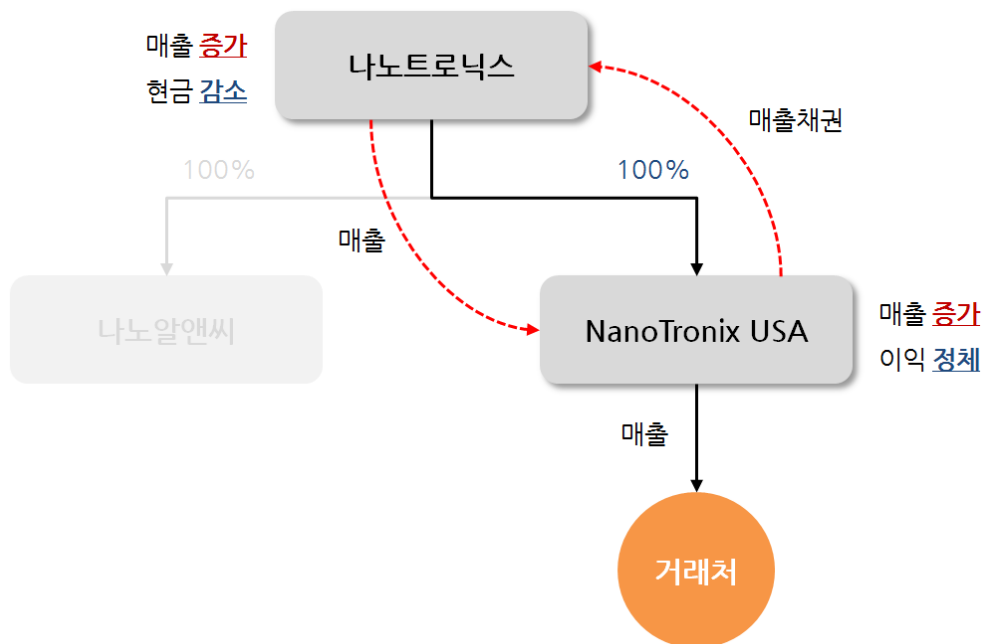 매출 증가
현금 감소
나노트로닉스
매출채권
100%
100%
매출
나노알앤씨
NanoTronix USA
매출 증가
이익 정체
매출
거래처